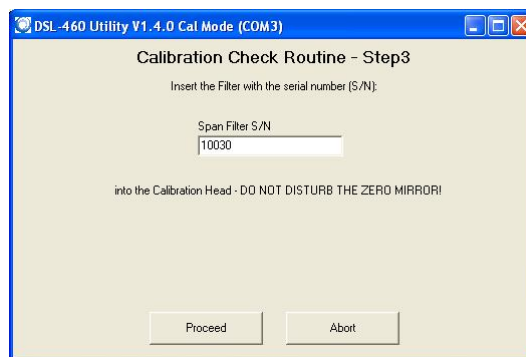 DSL-460 Utility V1.4.0 Cal Mode (COM3)
Calibration Check Routine - Step3
Insert the Filter with the serial number (S/N):
Span Filter S/N
10030
into the Calibration Head - DO NOT DISTURB THE ZERO MIRROR!
Proceed
Abort